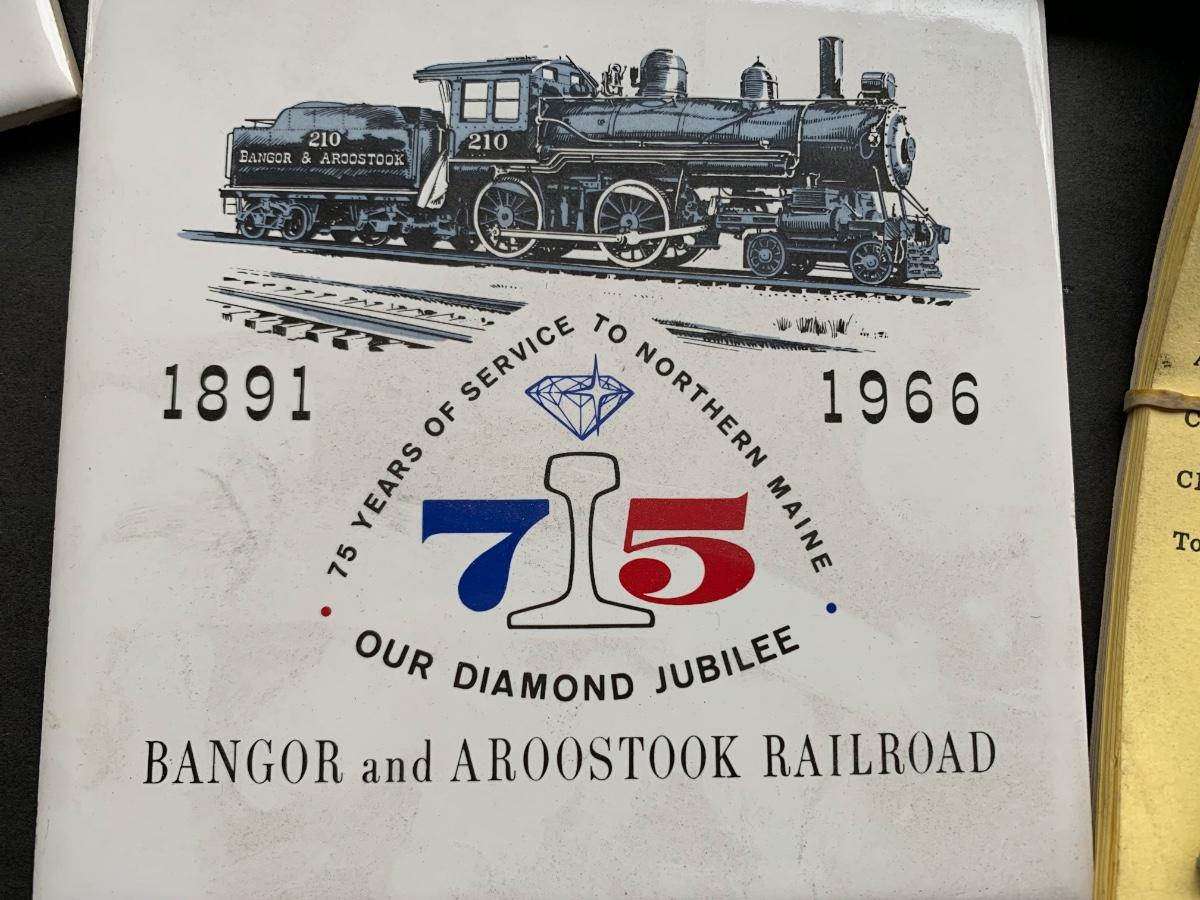 210
BANGOR & AROOSTOOK
210
1891
1966
75 YEARS OF SERVICE TO NORTHERN MAINE
75
OUR DIAMOND JUBILEE
BANGOR and AROOSTOOK RAILROAD
To